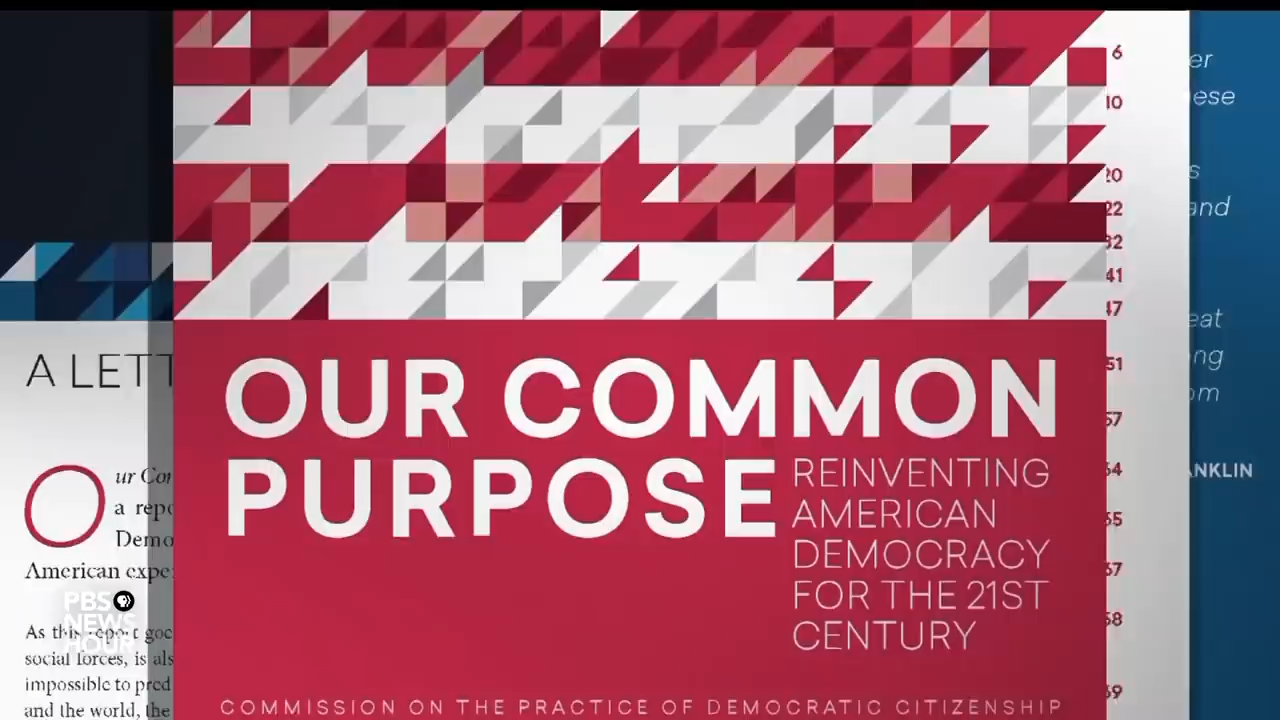 A LETT
ur Con
a repo
Demo
American expe
As this report goe
social forces, is als
impossible to pred
and the world, the
PBS
NEWS
HOUR
OUR COMMON
PURPOSE
REINVENTING
AMERICAN
DEMOCRACY
FOR THE 21ST
CENTURY
COMMISSION ON THE PRACTICE OF DEMOCRATIC CITIZENSHIP
6
10
20
22
32
41
47
51
57
64
65
67
68
69
er
ese
s
and
eat
ng
om
ANKLIN